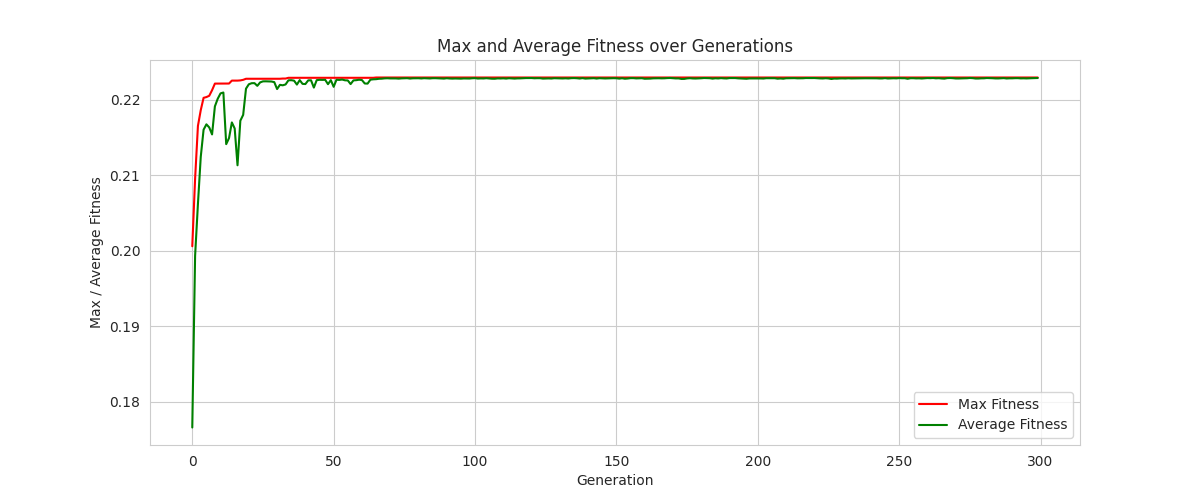 Max and Average Fitness over Generations
Max / Average Fitness
0.22
0.21
0.20
0.19
0.18
0
50
100
150
200
250
300
Generation
Max Fitness
Average Fitness